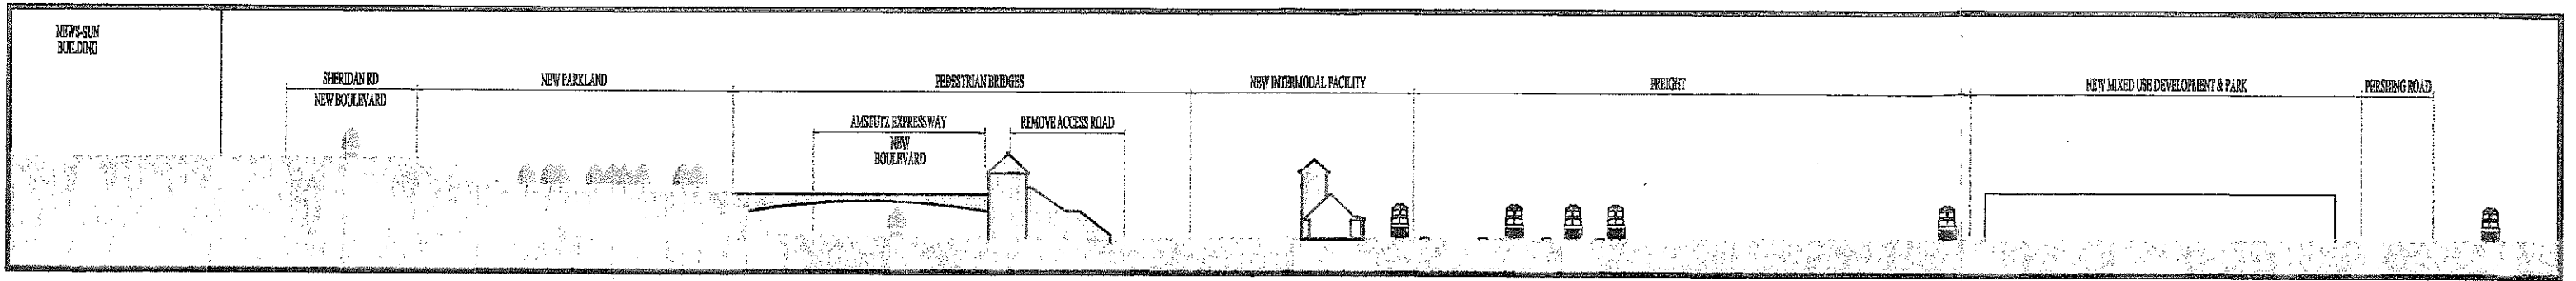 NEWS-SUN
BUILDING
SHERIDAN RD
NEW BOULEVARD
NEW PARKLAND
PEDESTRIAN BRIDGES
AMSTUTZ EXPRESSWAY
NEW
BOULEVARD
REMOVE ACCESS ROAD
NEW INTERMODAL FACILITY
FREIGHT
NEW MIXED USE DEVELOPMENT & PARK
PERSHING ROAD